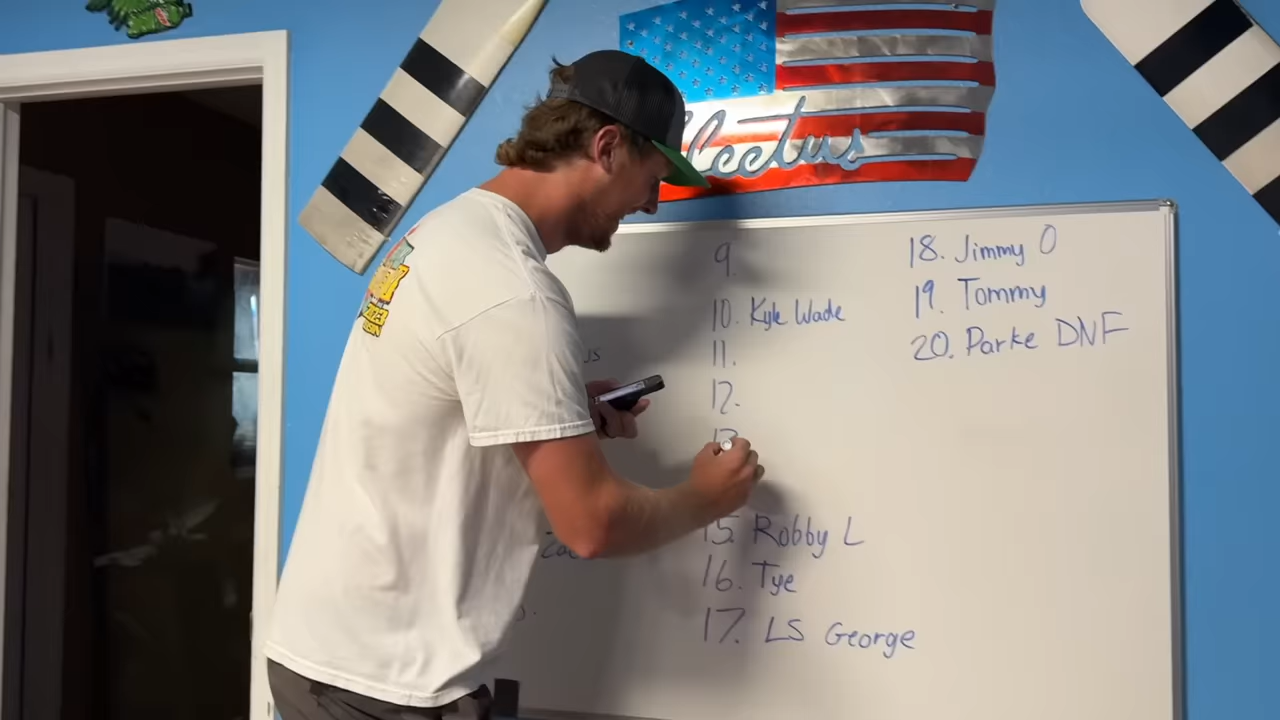 Cleetus
9.
10. Kyle Wade
11.
12.
13
15. Robby L
16. Tye
17. LS George
18. Jimmy O
19. Tommy
20. Parke DNF